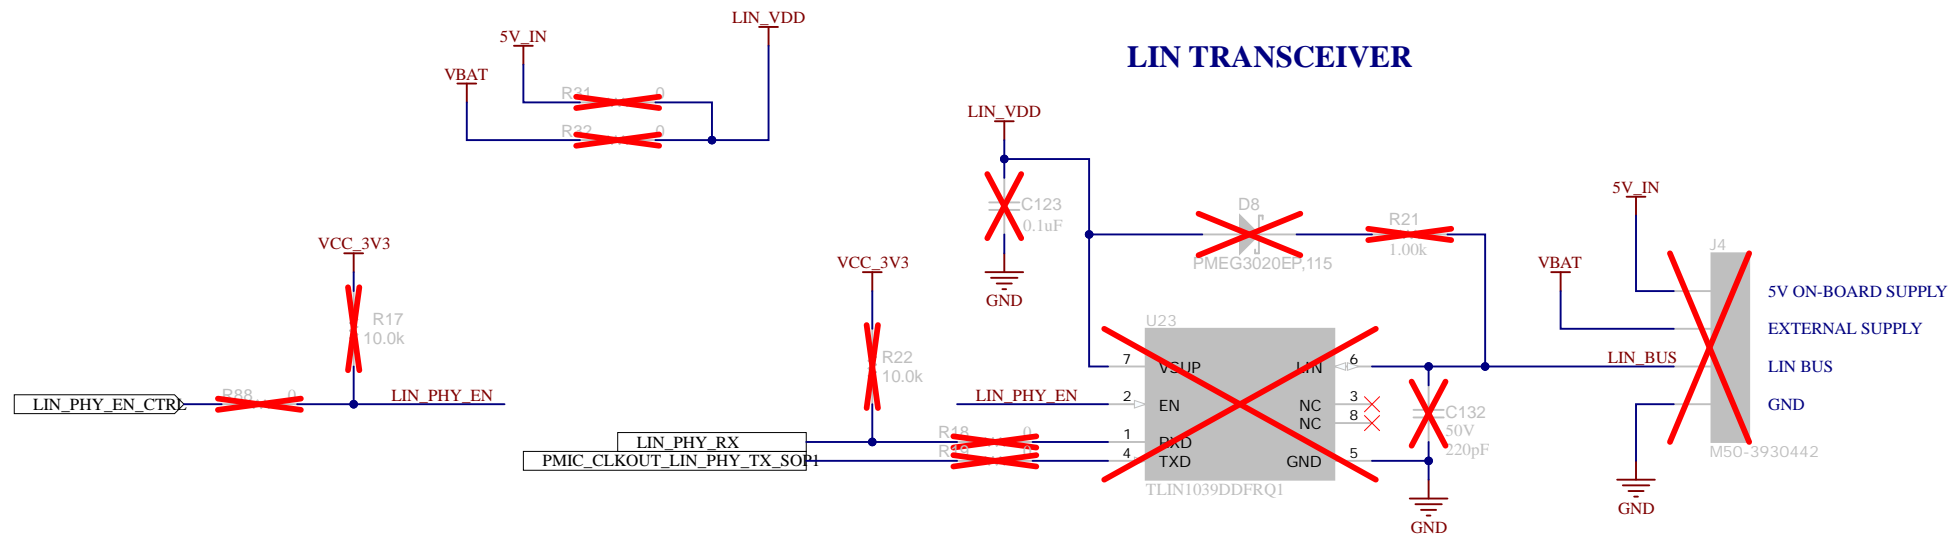 LIN_VDD
5V_IN
LIN TRANSCEIVER
VBAT
R31 0
R32 0
LIN_VDD
C123
0.1uF
GND
D8
PMEG3020EP,115
R21
1.00k
5V_IN
VBAT
J4
5V ON-BOARD SUPPLY
EXTERNAL SUPPLY
LIN BUS
GND
LIN_BUS
M50-3930442
GND
VCC_3V3
R17
10.0k
R88 0
LIN_PHY_EN_CTRL
LIN_PHY_EN
VCC_3V3
R22
10.0k
LIN_PHY_EN
LIN_PHY_RX
PMIC_CLKOUT_LIN_PHY_TX_SOP1
R18 0
R19 0
U23
7 VSUP LIN 6
2 EN NC 3
NC 8
1 RXD
4 TXD GND 5
TLIN1039DDFRQ1
C132
50V
220pF
GND